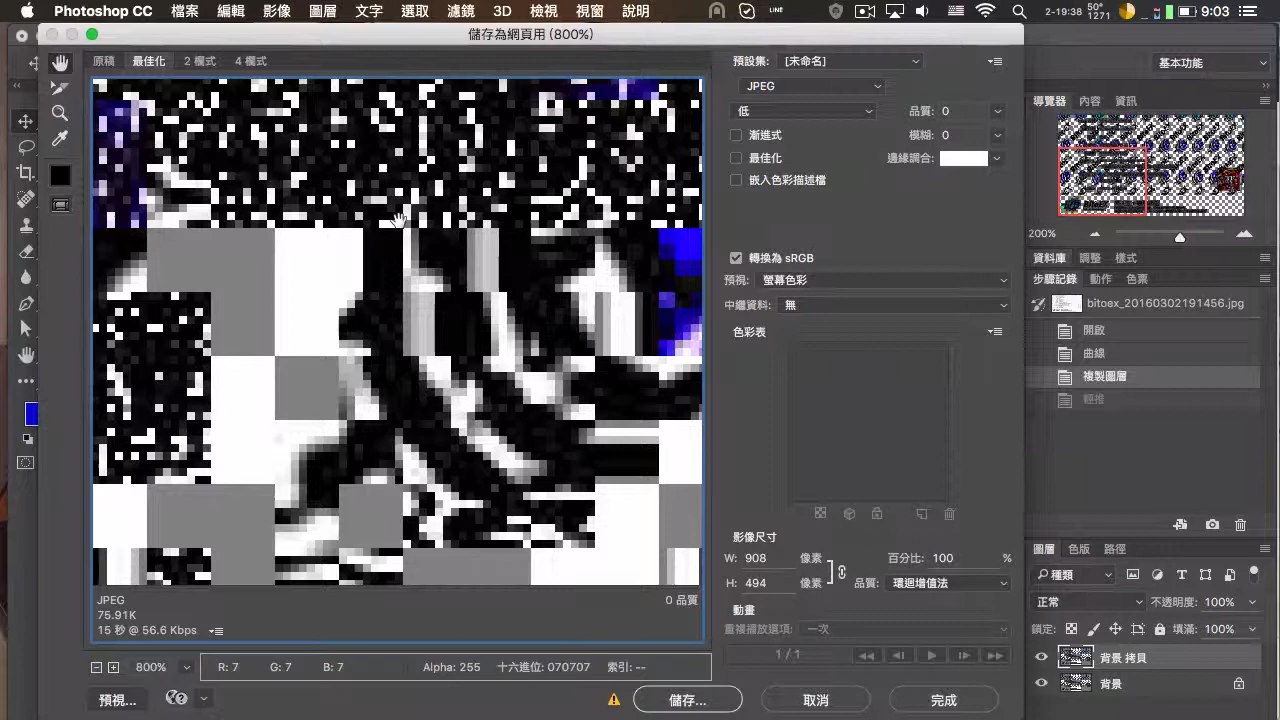 Photoshop CC 檔案 編輯 影像 圖層 文字 選取 濾鏡 3D 檢視 視窗 說明 LINE 2-19:38 50° 1271 9:03
儲存為網頁用 (800%)
原稿 最佳化 2 欄式 4 欄式
預設集: [未命名]
JPEG
低 品質: 0
漸進式 模糊: 0
最佳化 邊緣調合:
嵌入色彩描述檔
轉換為 sRGB
預視: 螢幕色彩
中繼資料: 無
色彩表
影像尺寸
W: 908 像素 百分比: 100 %
H: 494 像素 品質: 環迴增值法
動畫
重複播放選項: 一次
1 / 1
JPEG 0 品質
75.91K
15 秒 @ 56.6 Kbps
800% R: 7 G: 7 B: 7 Alpha: 255 十六進位: 070707 索引: --
預視... 儲存... 取消 完成
基本功能
導覽器 內容 資訊
200%
資料庫 調整 樣式
步驟記錄 動作 色票
bitoex_20160302191456.jpg
開啟
曲線
複製圖層
圖層 色版 路徑
種類
正常 不透明度: 100%
鎖定: 填滿: 100%
背景 拷貝
背景